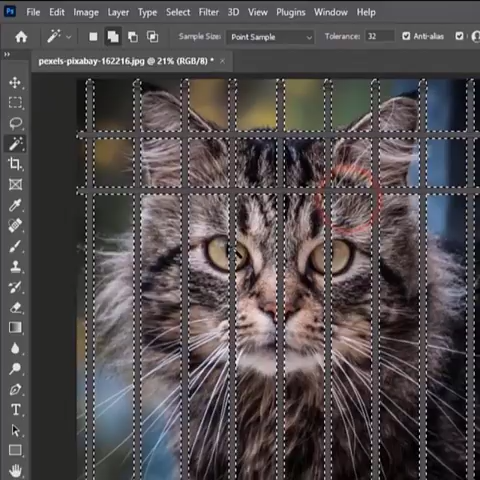 Ps File Edit Image Layer Type Select Filter 3D View Plugins Window Help
Sample Size: Point Sample Tolerance: 32 Anti-alias
pexels-pixabay-162216.jpg @ 21% (RGB/8) * ×
T